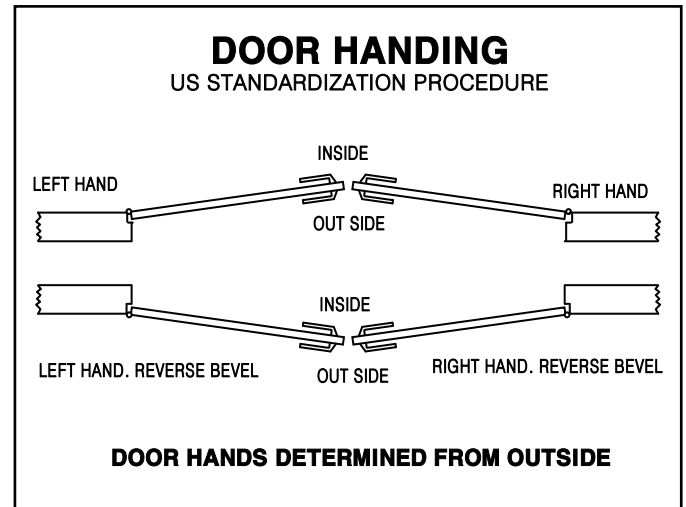 DOOR HANDING
US STANDARDIZATION PROCEDURE
INSIDE
LEFT HAND
RIGHT HAND
OUT SIDE
INSIDE
LEFT HAND. REVERSE BEVEL
OUT SIDE
RIGHT HAND. REVERSE BEVEL
DOOR HANDS DETERMINED FROM OUTSIDE